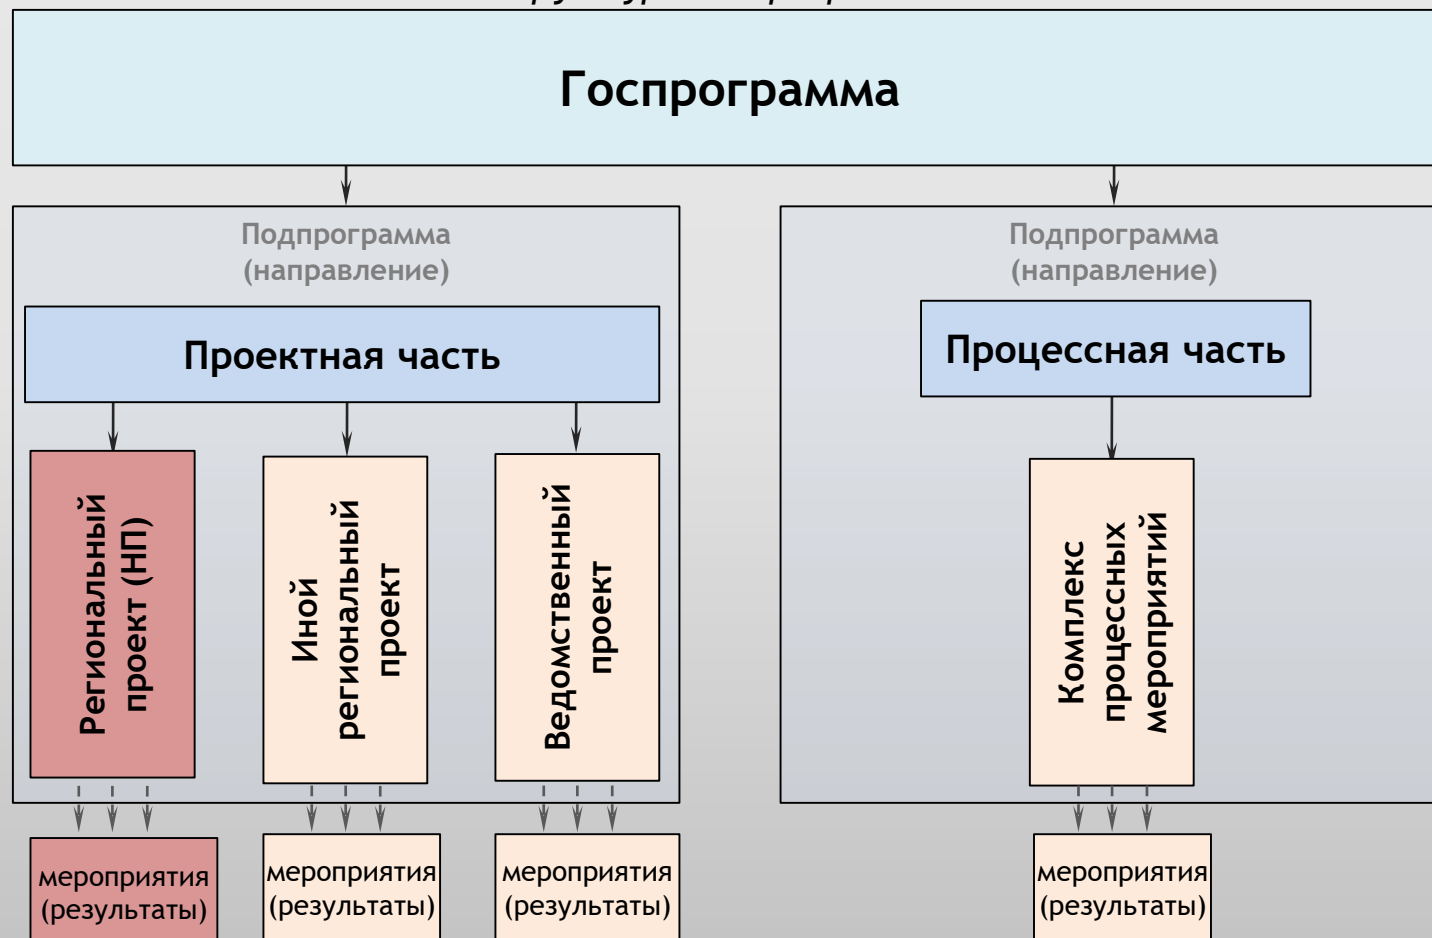 Госпрограмма
Подпрограмма
(направление)
Проектная часть
Региональный
проект (НП)
Иной
региональный
проект
Ведомственный
проект
мероприятия
(результаты)
мероприятия
(результаты)
мероприятия
(результаты)
Подпрограмма
(направление)
Процессная часть
Комплекс
процессных
мероприятий
мероприятия
(результаты)